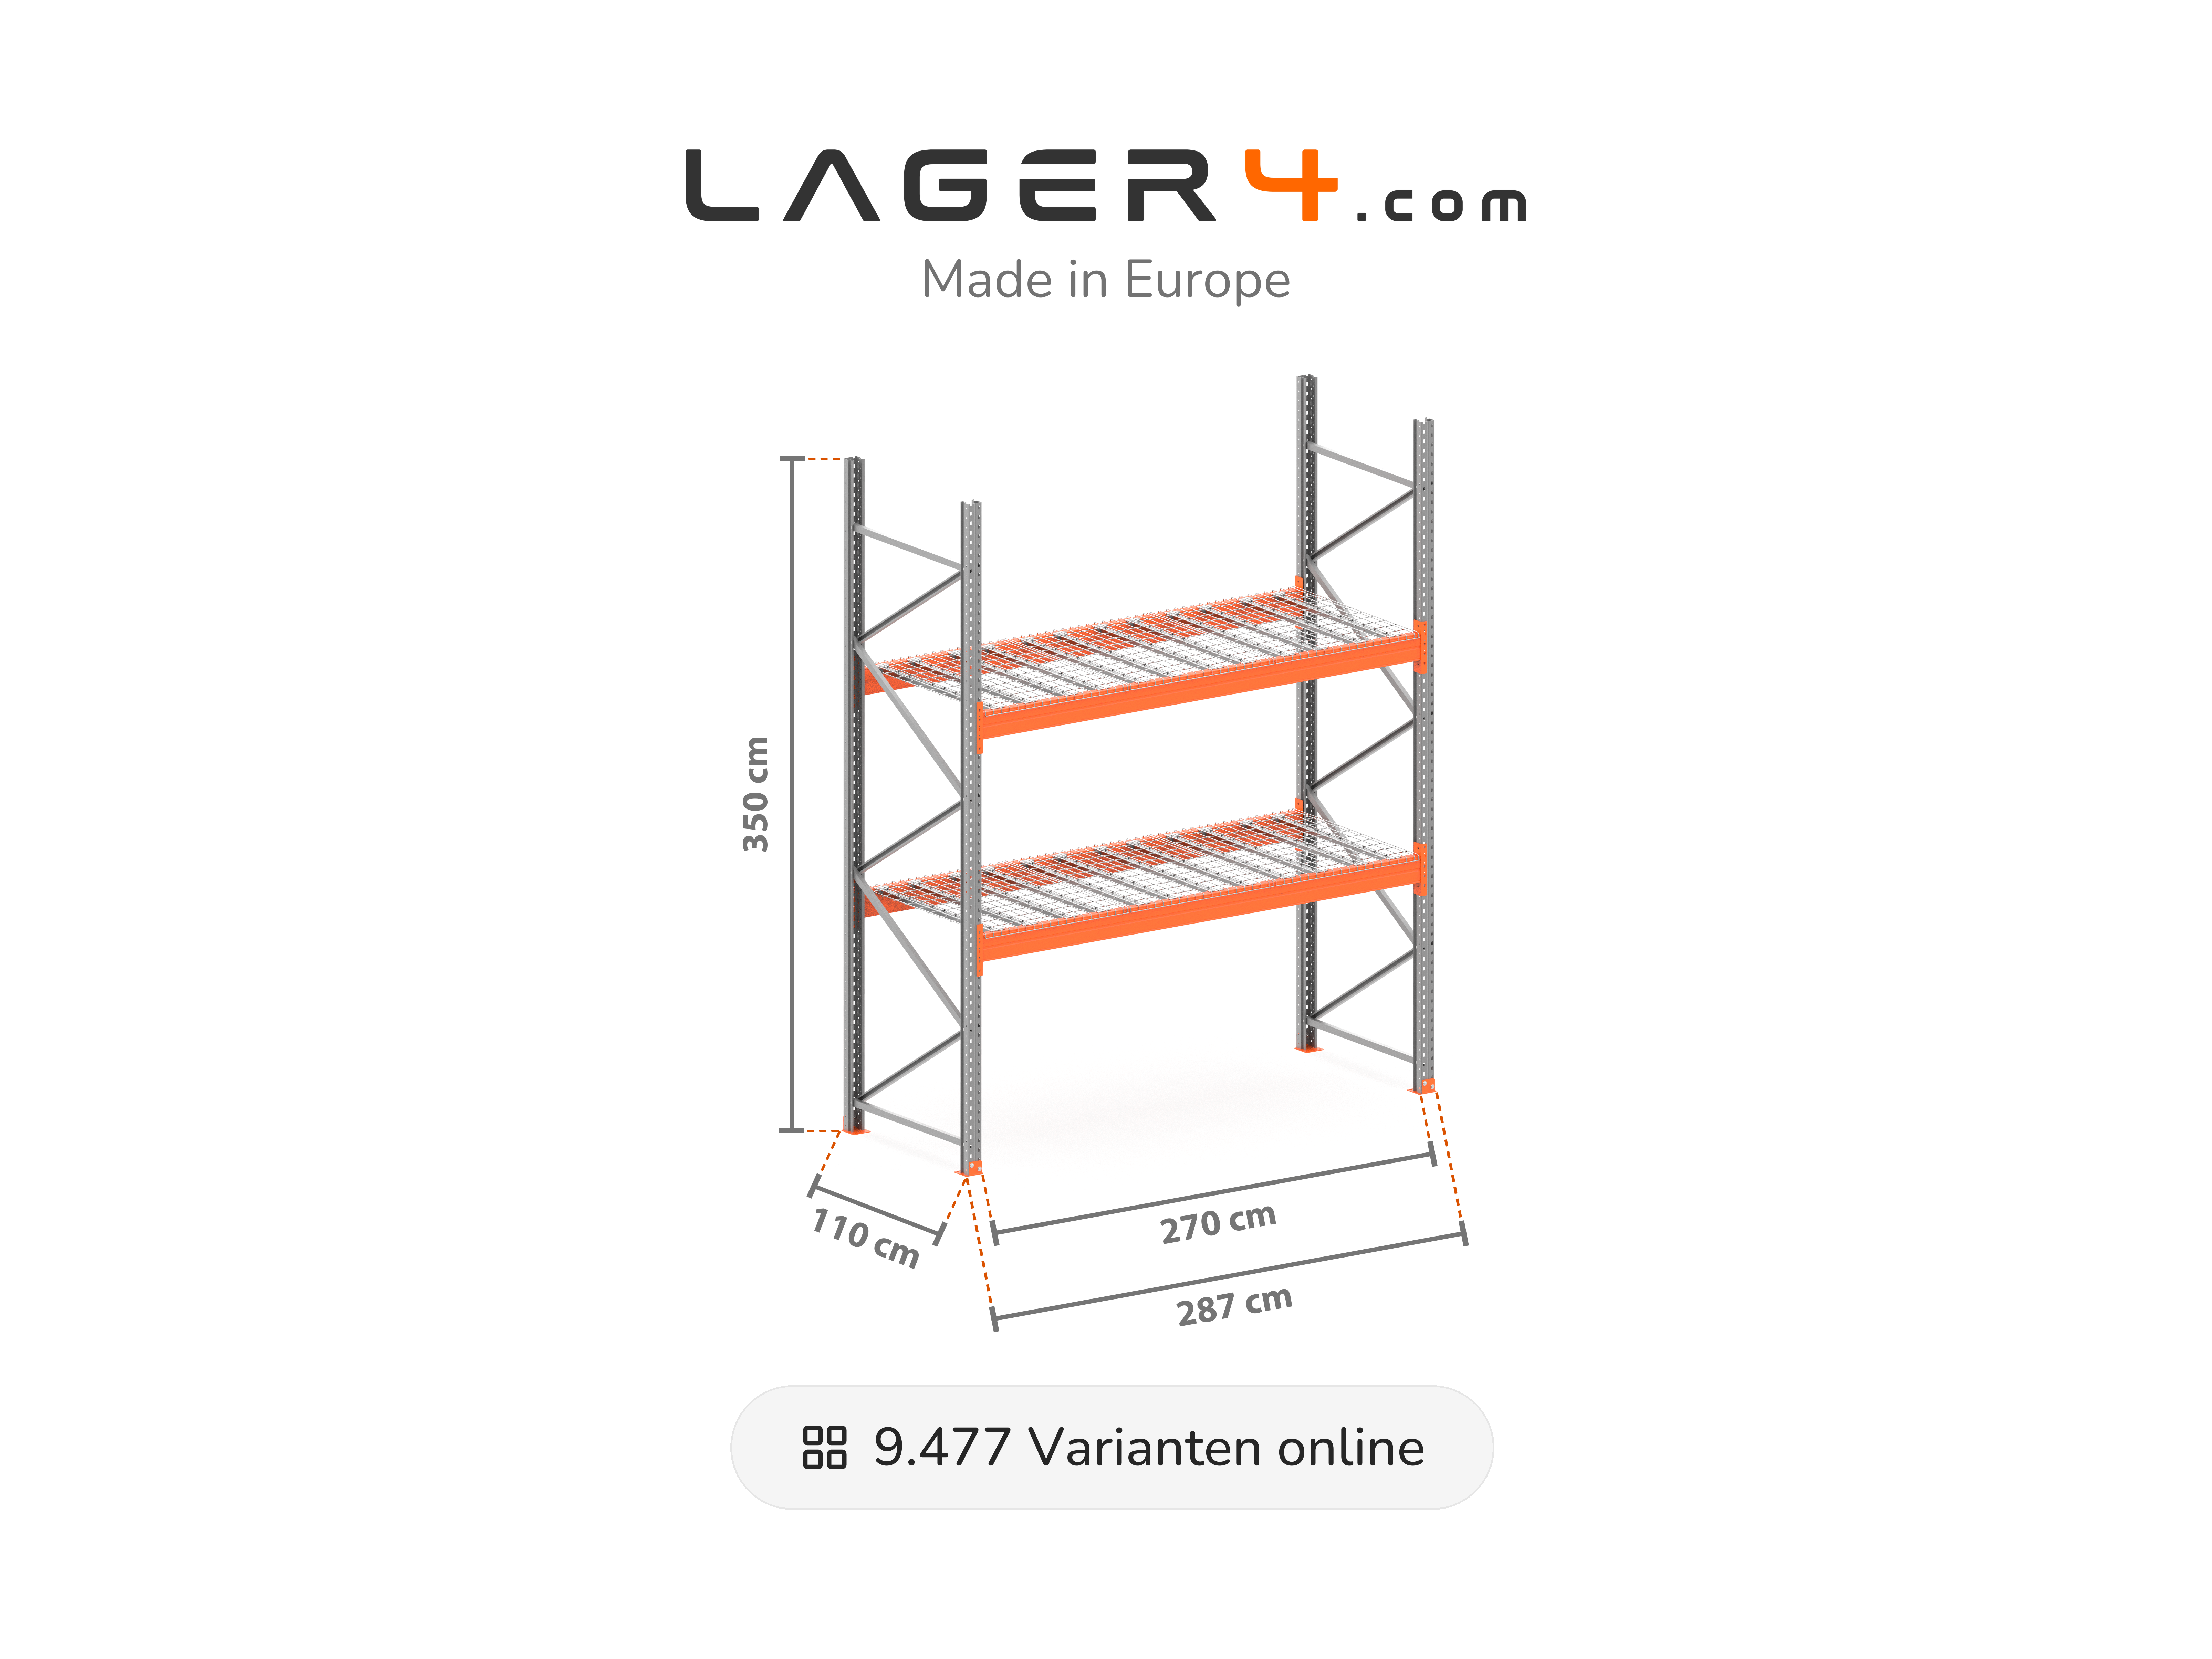 LAGER4.com
Made in Europe
350 cm
110 cm
270 cm
287 cm
9.477 Varianten online